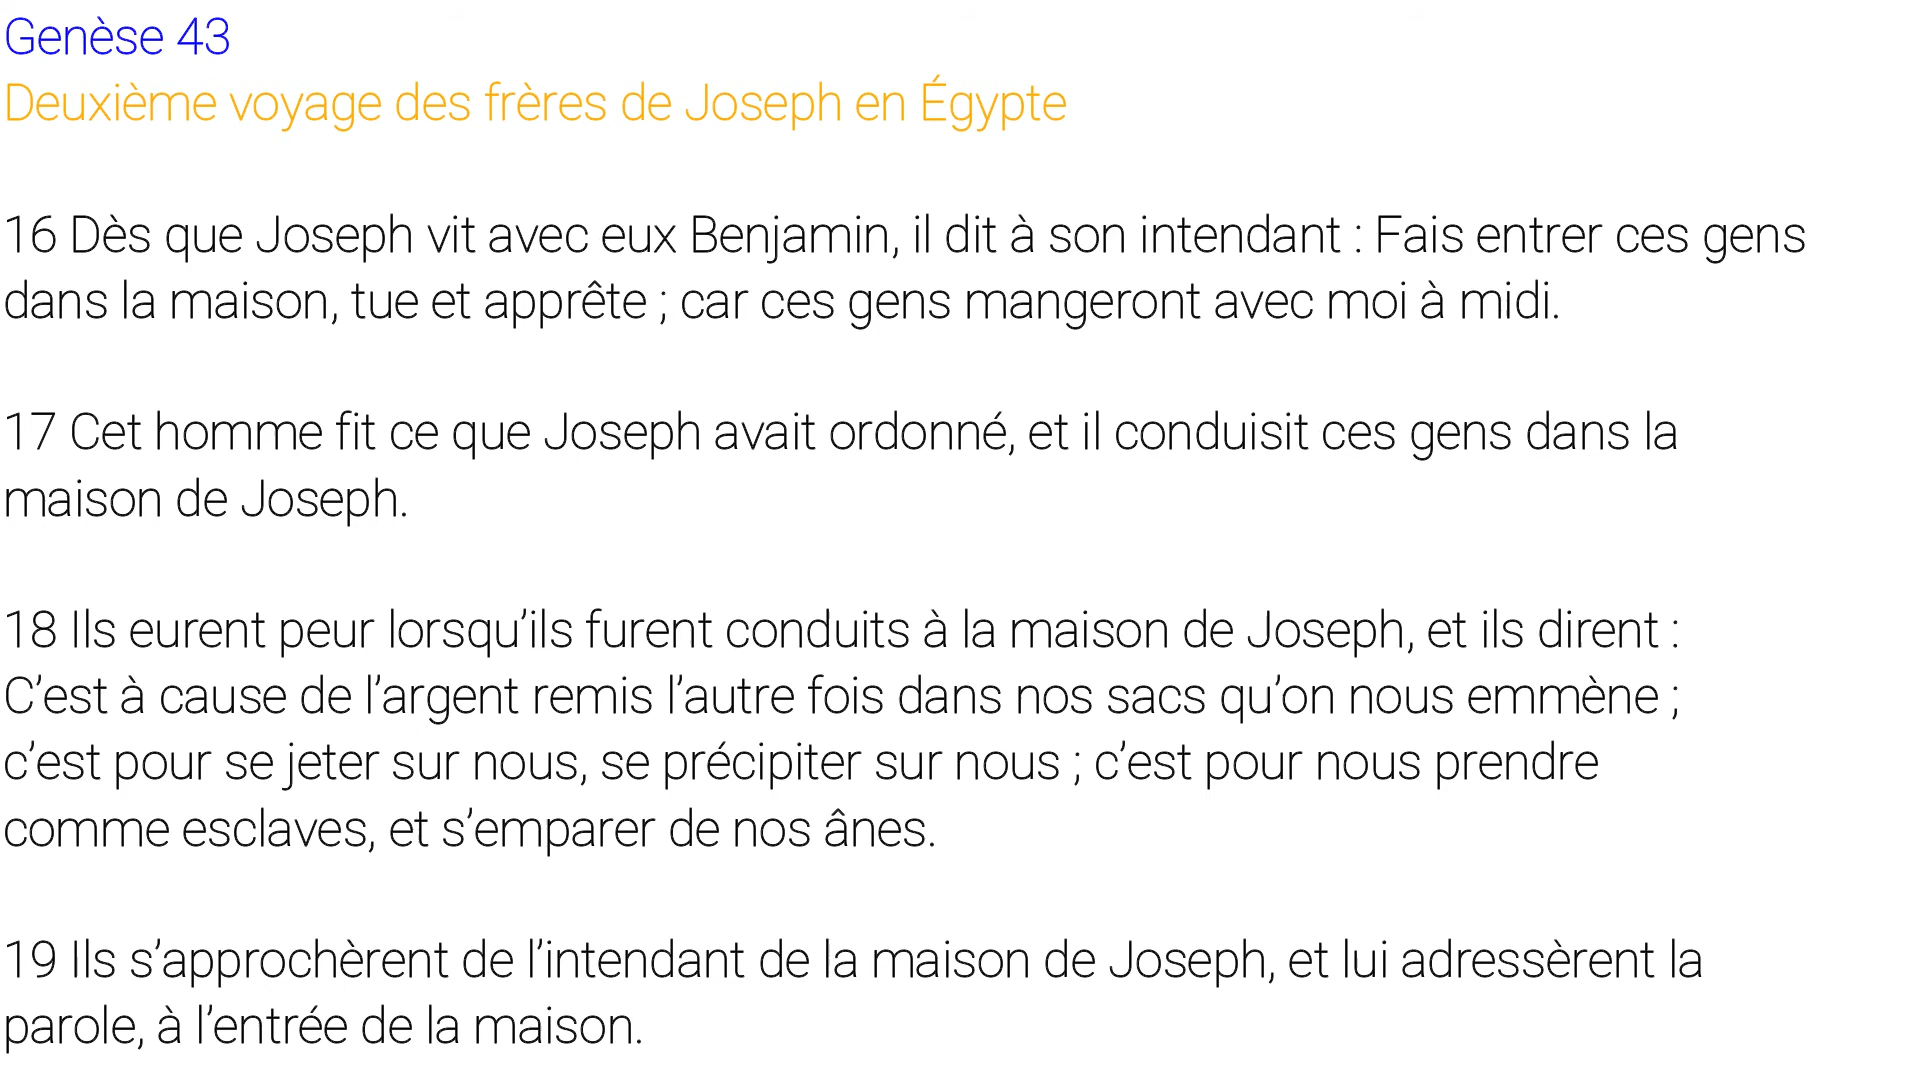 Genèse 43
Deuxième voyage des frères de Joseph en Égypte
16 Dès que Joseph vit avec eux Benjamin, il dit à son intendant : Fais entrer ces gens
dans la maison, tue et apprête ; car ces gens mangeront avec moi à midi.
17 Cet homme fit ce que Joseph avait ordonné, et il conduisit ces gens dans la
maison de Joseph.
18 Ils eurent peur lorsqu’ils furent conduits à la maison de Joseph, et ils dirent :
C’est à cause de l’argent remis l’autre fois dans nos sacs qu’on nous emmène ;
c’est pour se jeter sur nous, se précipiter sur nous ; c’est pour nous prendre
comme esclaves, et s’emparer de nos ânes.
19 Ils s’approchèrent de l’intendant de la maison de Joseph, et lui adressèrent la
parole, à l’entrée de la maison.